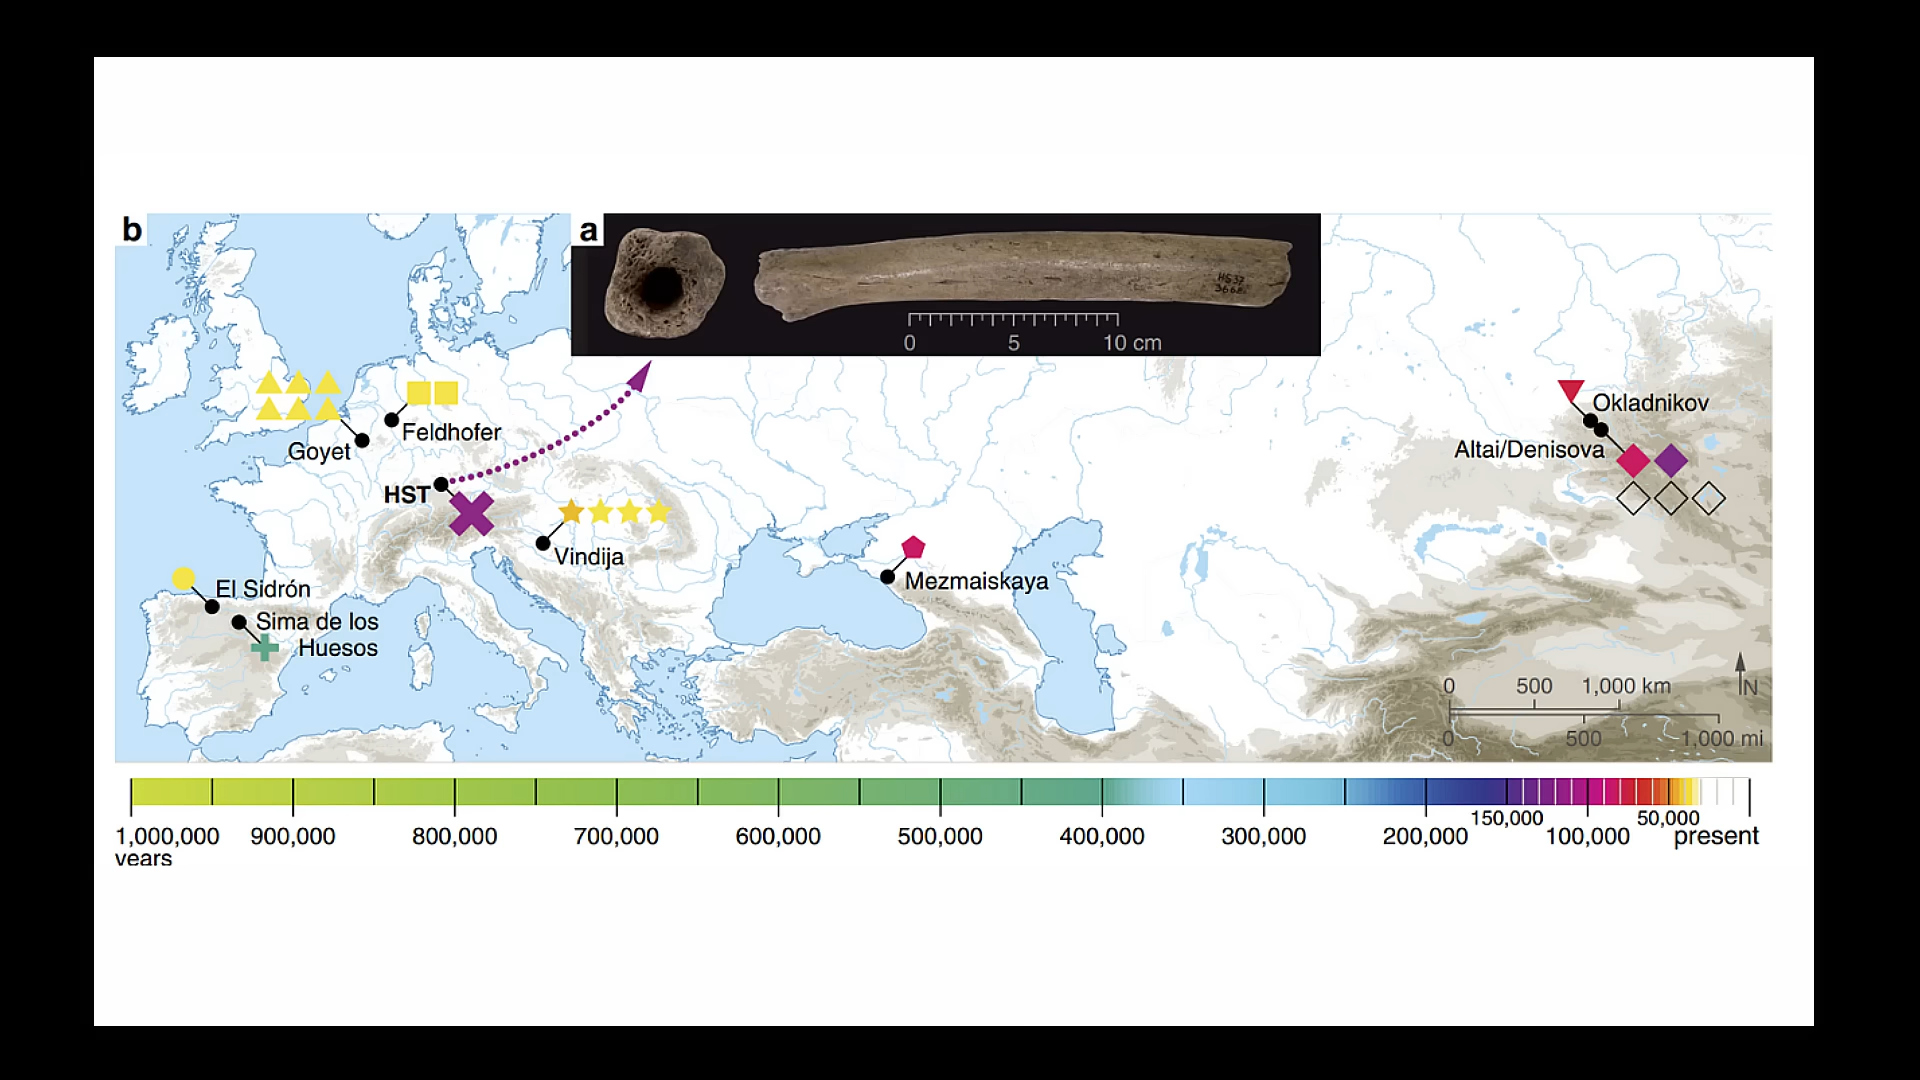 b
a
HS37
0
5
10 cm
Goyet
Feldhofer
HST
Vindija
El Sidrón
Sima de los
Huesos
Mezmaiskaya
Okladnikov
Altai/Denisova
0 500 1,000 km
N
0 500 1,000 mi
1,000,000 900,000 800,000 700,000 600,000 500,000 400,000 300,000 200,000 150,000 100,000 50,000 present
years